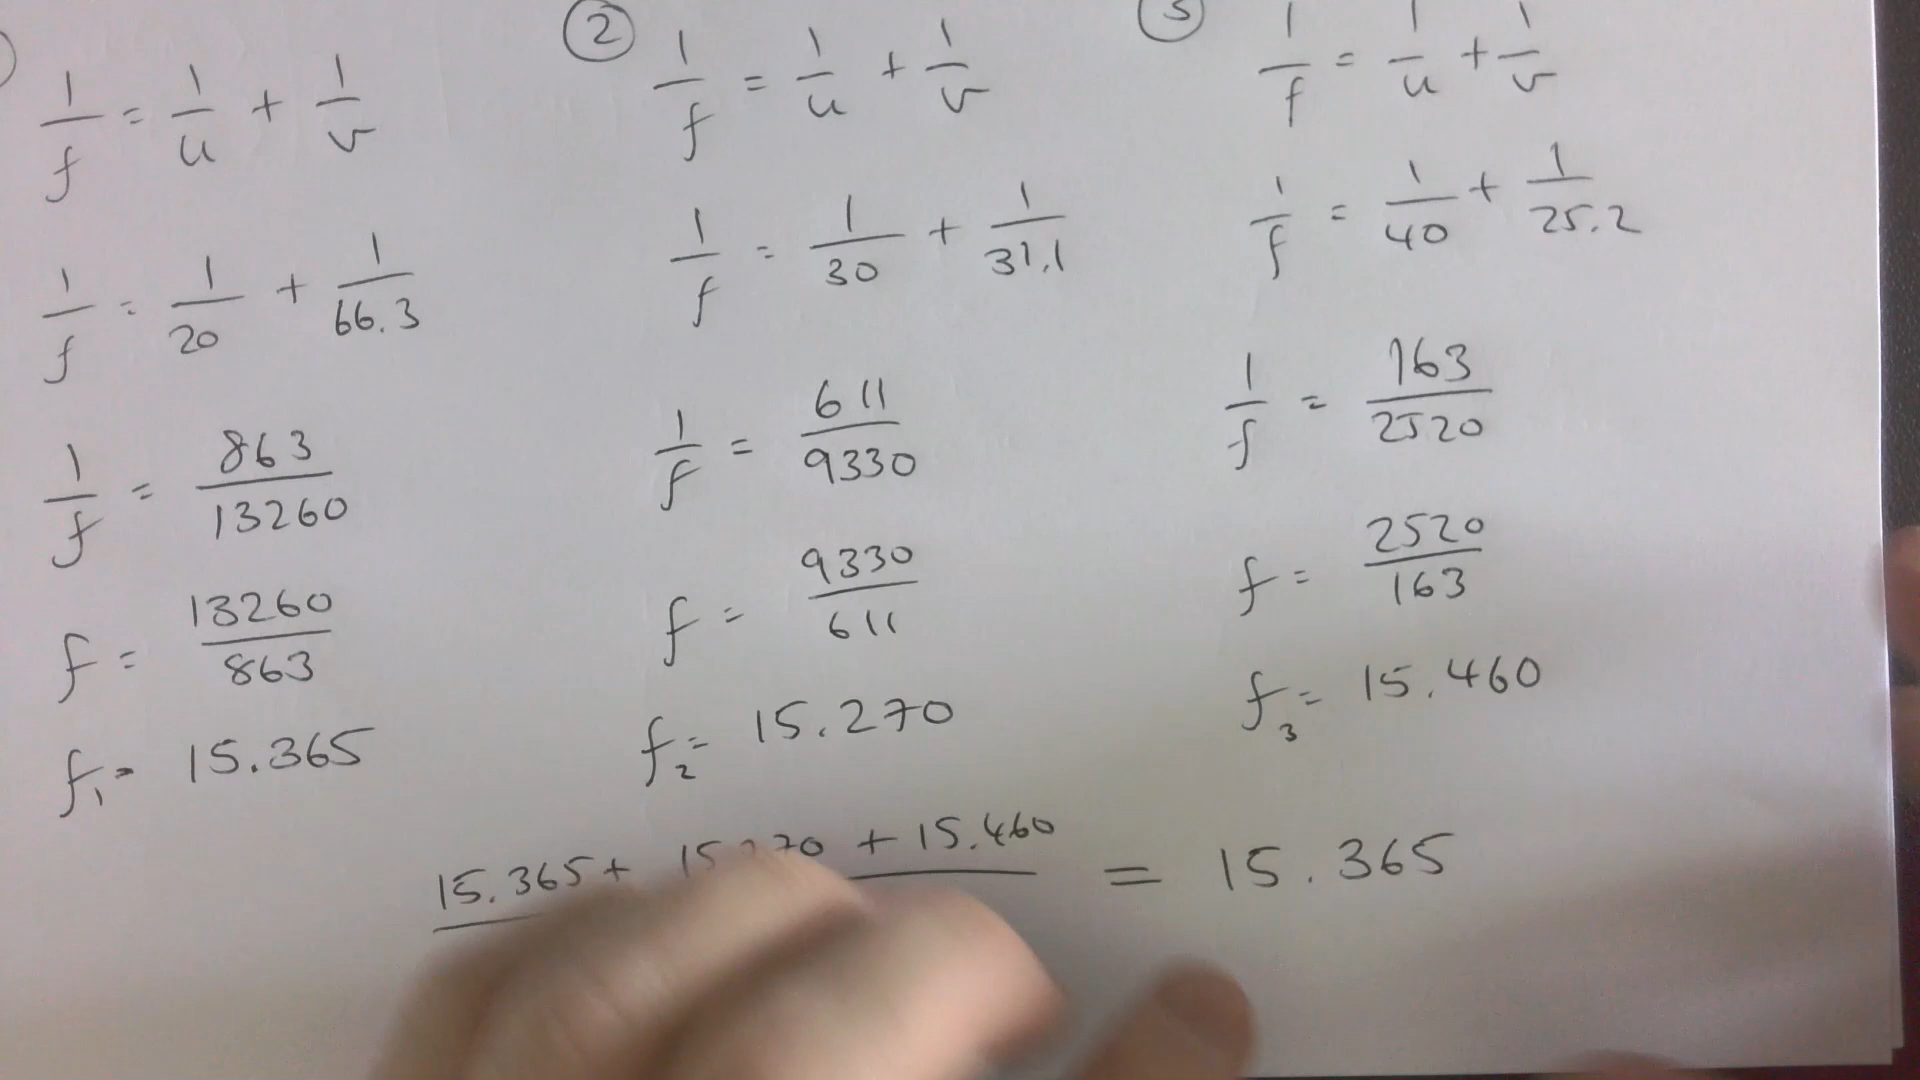 1/f = 1/u + 1/v
1/f = 1/20 + 1/66.3
1/f = 863/13260
f = 13260/863
f₁ = 15.365
② 1/f = 1/u + 1/v
1/f = 1/30 + 1/31.1
1/f = 611/9330
f = 9330/611
f₂ = 15.270
③ 1/f = 1/u + 1/v
1/f = 1/40 + 1/25.2
1/f = 163/2520
f = 2520/163
f₃ = 15.460
15.365 + 15.270 + 15.460 = 15.365